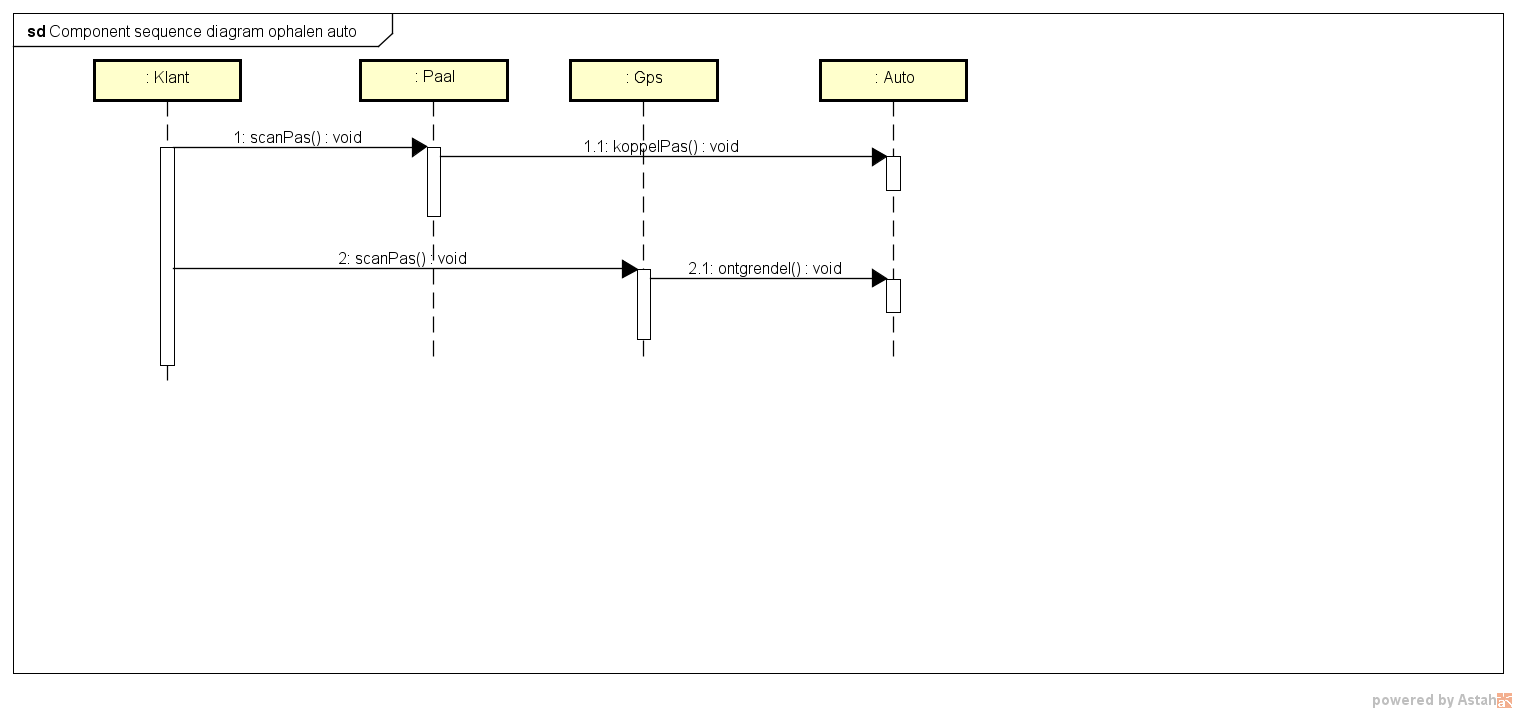 sd Component sequence diagram ophalen auto
: Klant
: Paal
: Gps
: Auto
1: scanPas() : void
1.1: koppelPas() : void
2: scanPas() : void
2.1: ontgrendel() : void
powered by Astah